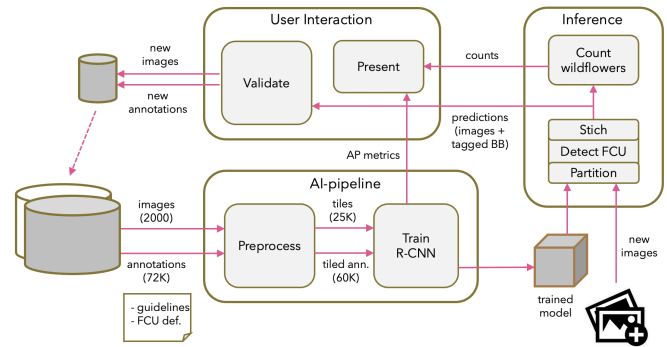 User Interaction
Inference
new
images
new
annotations
Validate
Present
counts
Count
wildflowers
predictions
(images +
tagged BB)
Stich
Detect FCU
Partition
AP metrics
AI-pipeline
images
(2000)
annotations
(72K)
Preprocess
tiles
(25K)
tiled ann.
(60K)
Train
R-CNN
trained
model
new
images
- guidelines
- FCU def.